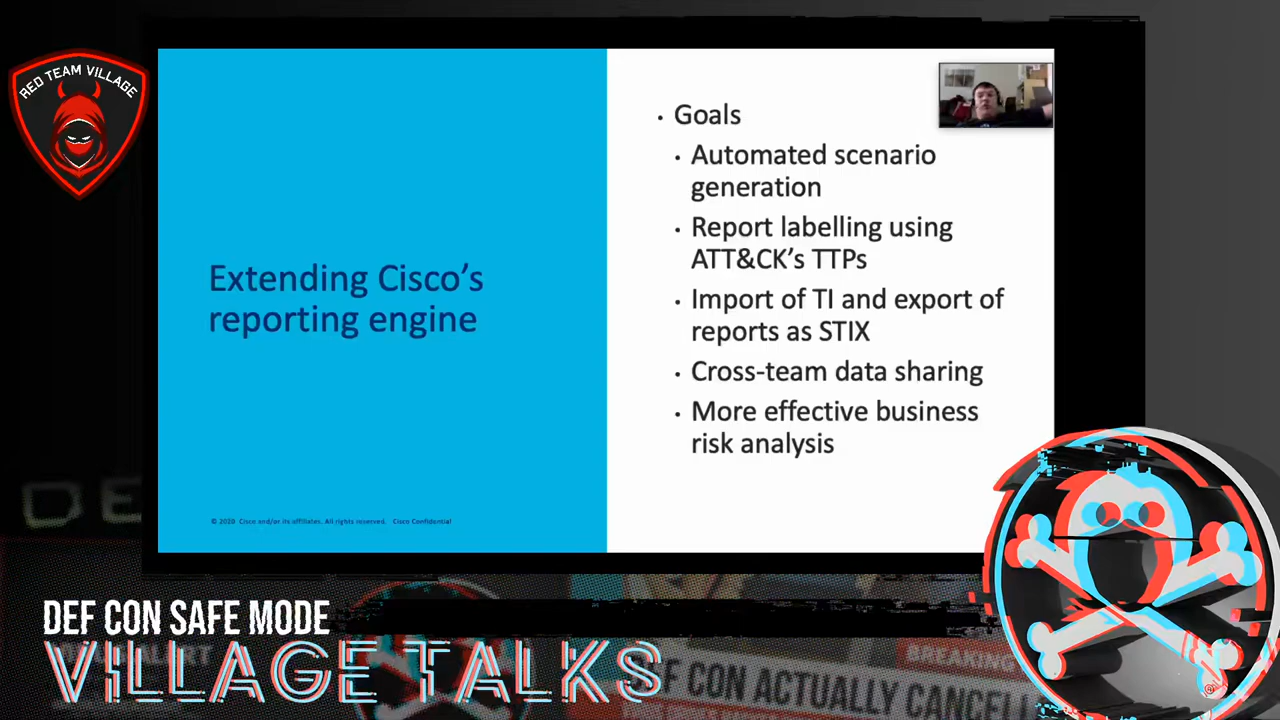 RED TEAM VILLAGE
Extending Cisco’s
reporting engine
© 2020 Cisco and/or its affiliates. All rights reserved. Cisco Confidential
• Goals
• Automated scenario
generation
• Report labelling using
ATT&CK’s TTPs
• Import of TI and export of
reports as STIX
• Cross-team data sharing
• More effective business
risk analysis
DEF CON SAFE MODE
VILLAGE TALKS
BREAKING
DEF CON ACTUALLY